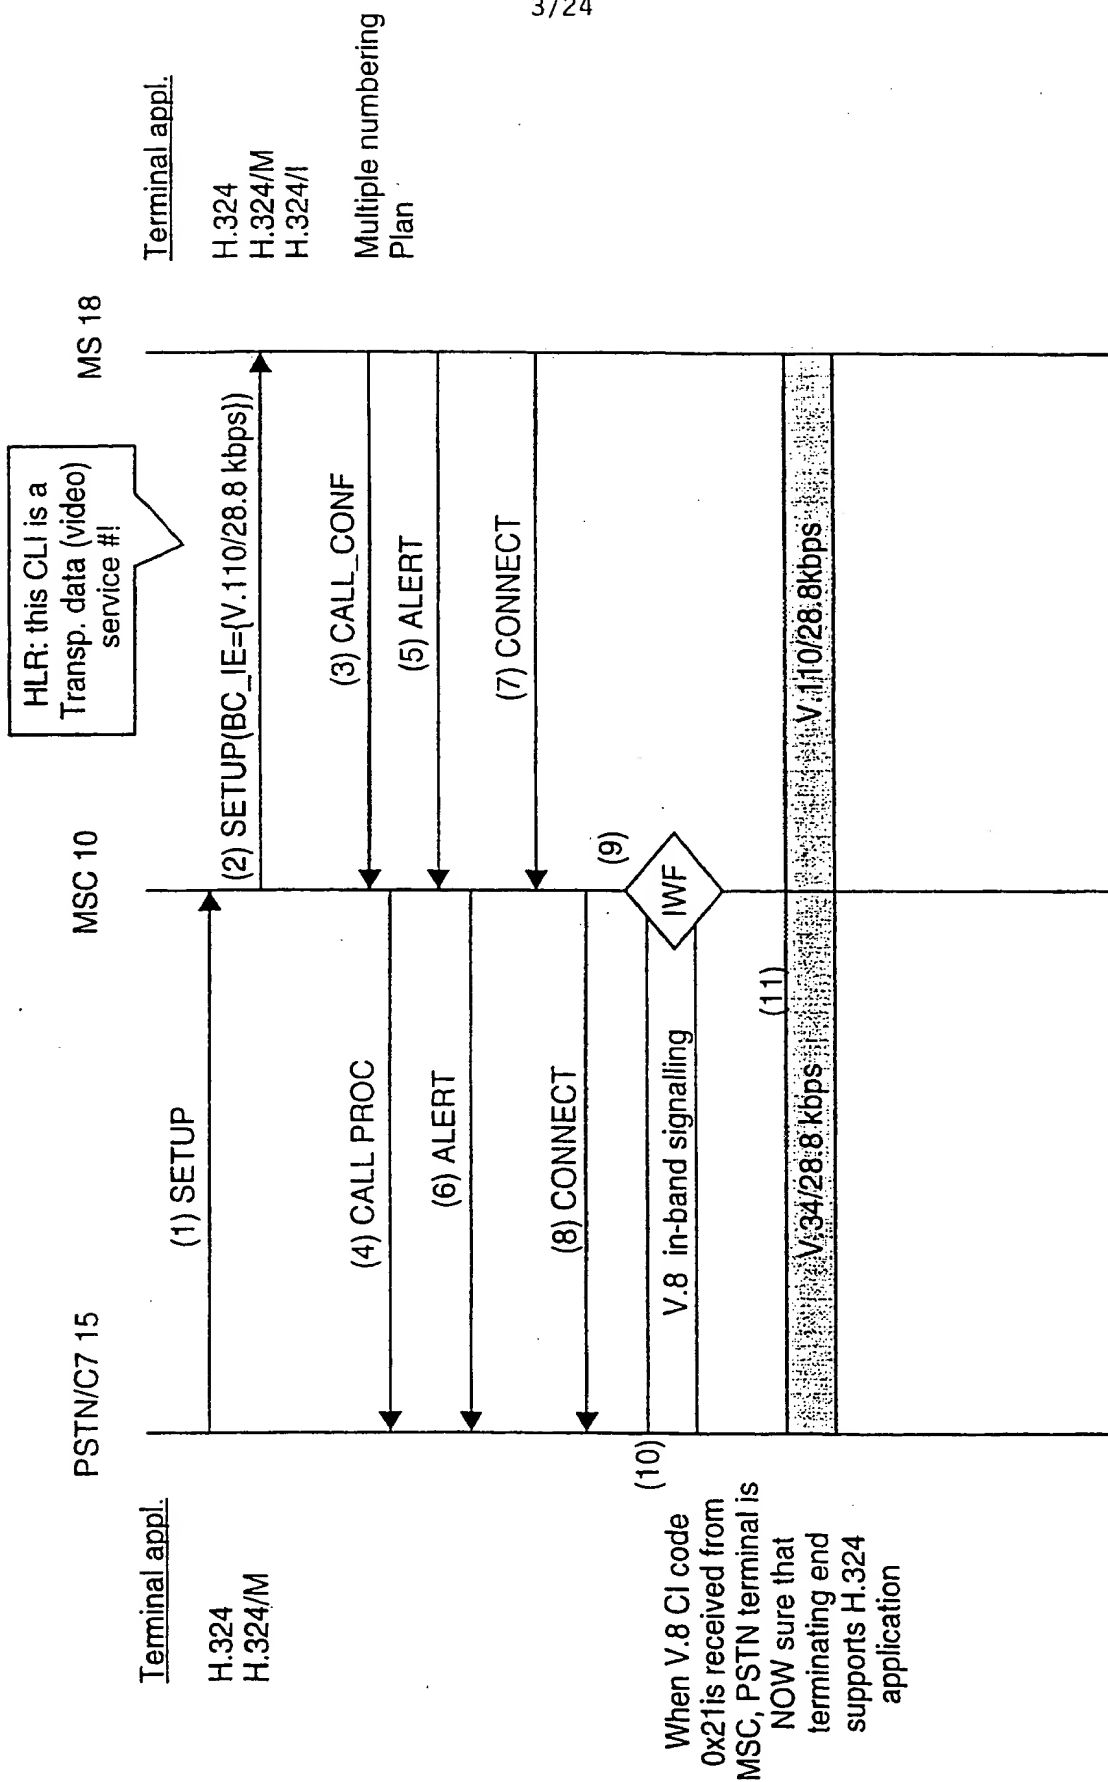 3/24
PSTN/C7 15
MSC 10
MS 18
HLR: this CLI is a
Transp. data (video)
service #!
Terminal appl.
H.324
H.324/M
Terminal appl.
H.324
H.324/M
H.324/I
Multiple numbering
Plan
(1) SETUP
(2) SETUP(BC_IE={V.110/28.8 kbps})
(3) CALL_CONF
(4) CALL PROC
(5) ALERT
(6) ALERT
(7) CONNECT
(8) CONNECT
(9)
IWF
V.8 in-band signalling
(10)
When V.8 CI code
0x21is received from
MSC, PSTN terminal is
NOW sure that
terminating end
supports H.324
application
(11)
V.34/28.8 kbps
V.110/28.8kbps